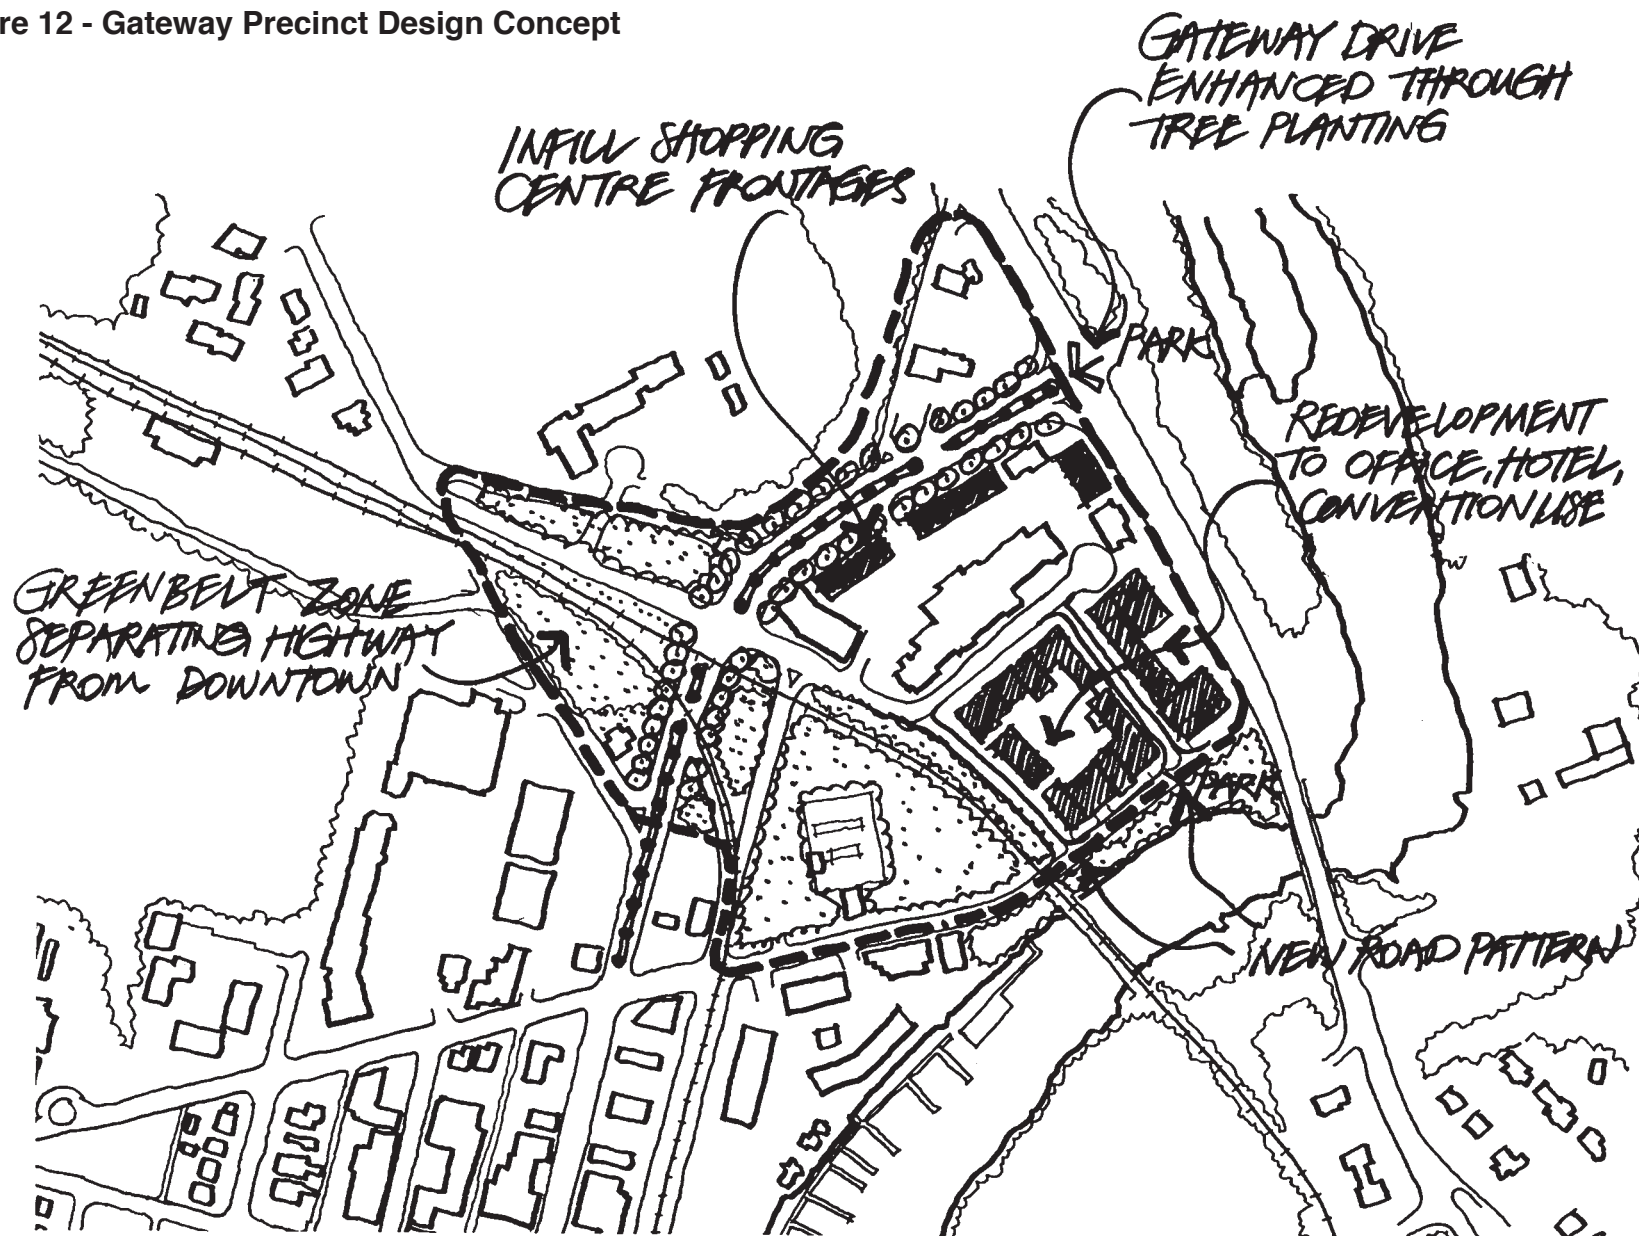 re 12 - Gateway Precinct Design Concept
GATEWAY DRIVE
ENHANCED THROUGH
TREE PLANTING
INFILL SHOPPING
CENTRE FRONTAGES
PARK
REDEVELOPMENT
TO OFFICE, HOTEL,
CONVENTION USE
GREENBELT ZONE
SEPARATING HIGHWAY
FROM DOWNTOWN
PARK
NEW ROAD PATTERN